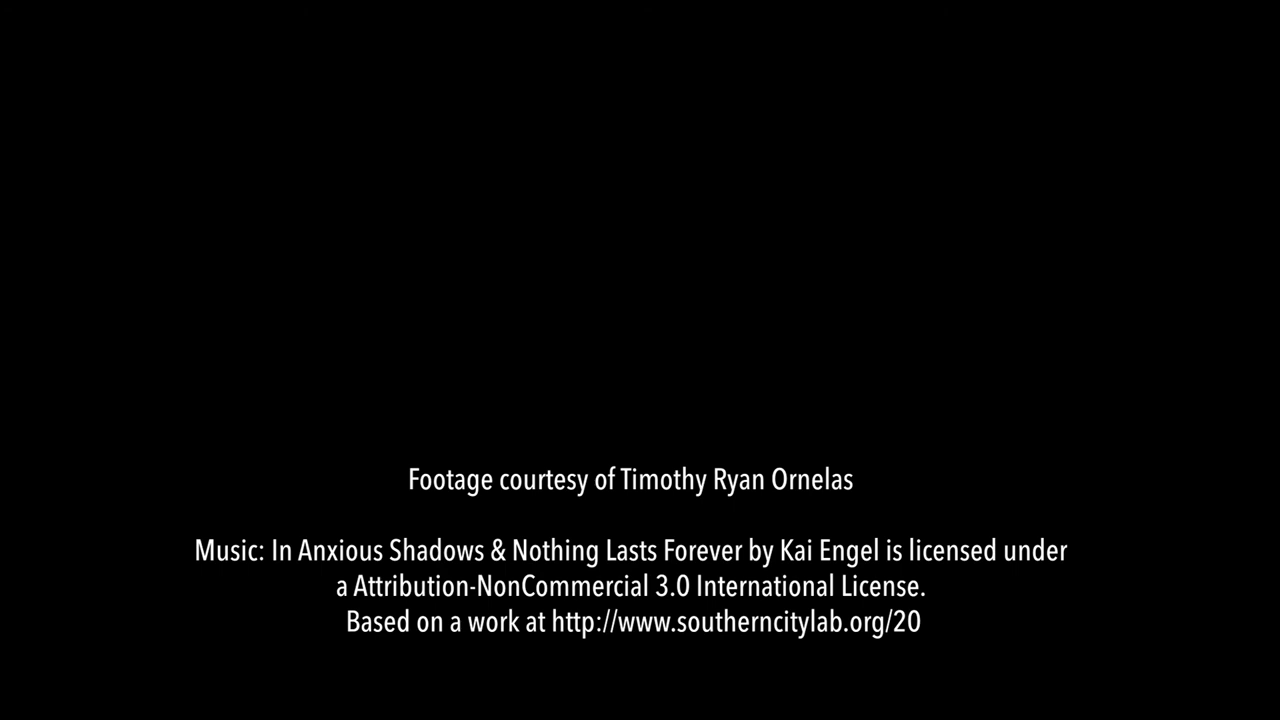 Footage courtesy of Timothy Ryan Ornelas
Music: In Anxious Shadows & Nothing Lasts Forever by Kai Engel is licensed under
a Attribution-NonCommercial 3.0 International License.
Based on a work at http://www.southerncitylab.org/20